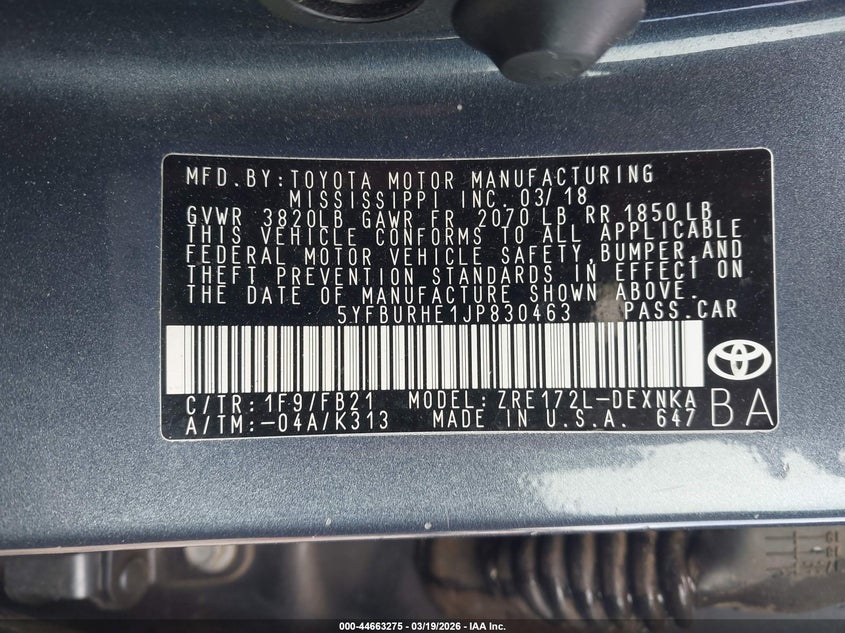 MFD.BY:TOYOTA MOTOR MANUFACTURING
MISSISSIPPI INC. 03/18
GVWR 3820LB GAWR FR 2070 LB RR 1850LB
THIS VEHICLE CONFORMS TO ALL APPLICABLE
FEDERAL MOTOR VEHICLE SAFETY,BUMPER,AND
THEFT PREVENTION STANDARDS IN EFFECT ON
THE DATE OF MANUFACTURE SHOWN ABOVE.
5YFBURHE1JP830463 PASS.CAR
C/TR:1F9/FB21 MODEL:ZRE172L-DEXNKA
A/TM:-04A/K313 MADE IN U.S.A. 647
BA
000-44663275 - 03/19/2026 - IAA Inc.